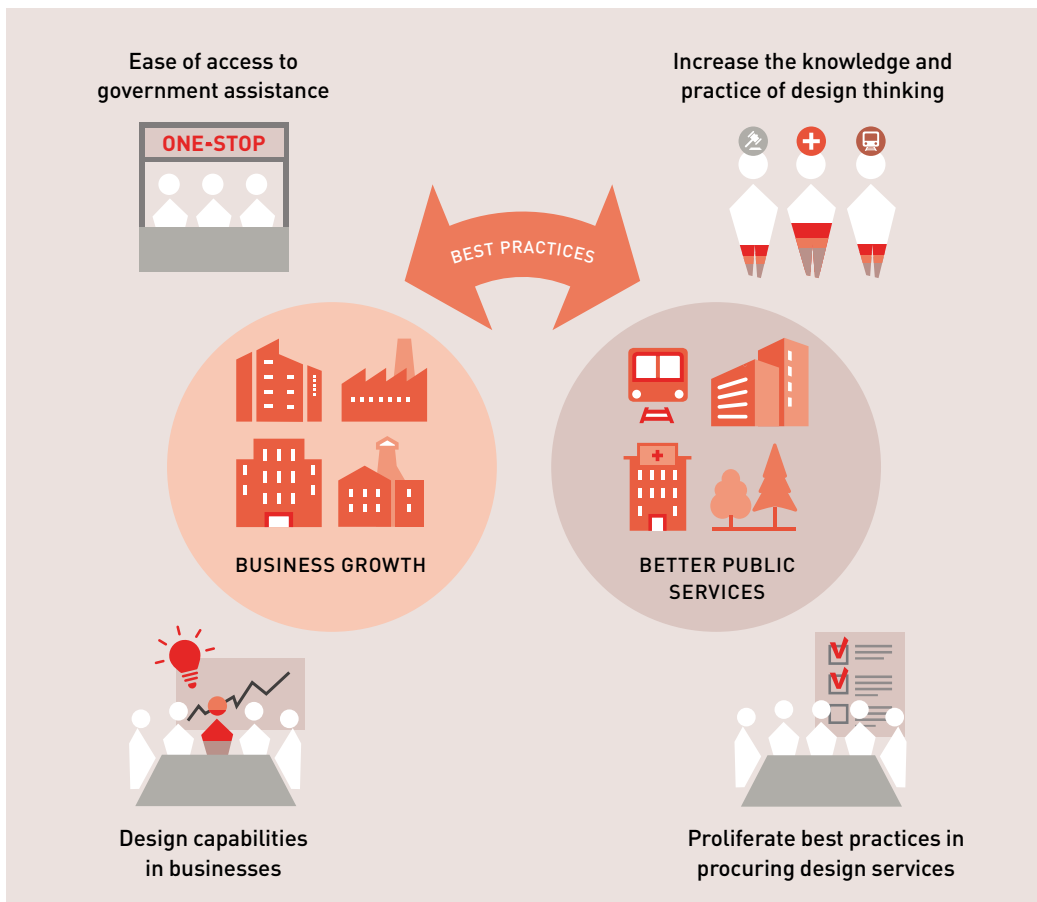 Ease of access to
government assistance
ONE-STOP
Increase the knowledge and
practice of design thinking
BEST PRACTICES
BUSINESS GROWTH
BETTER PUBLIC
SERVICES
Design capabilities
in businesses
Proliferate best practices in
procuring design services